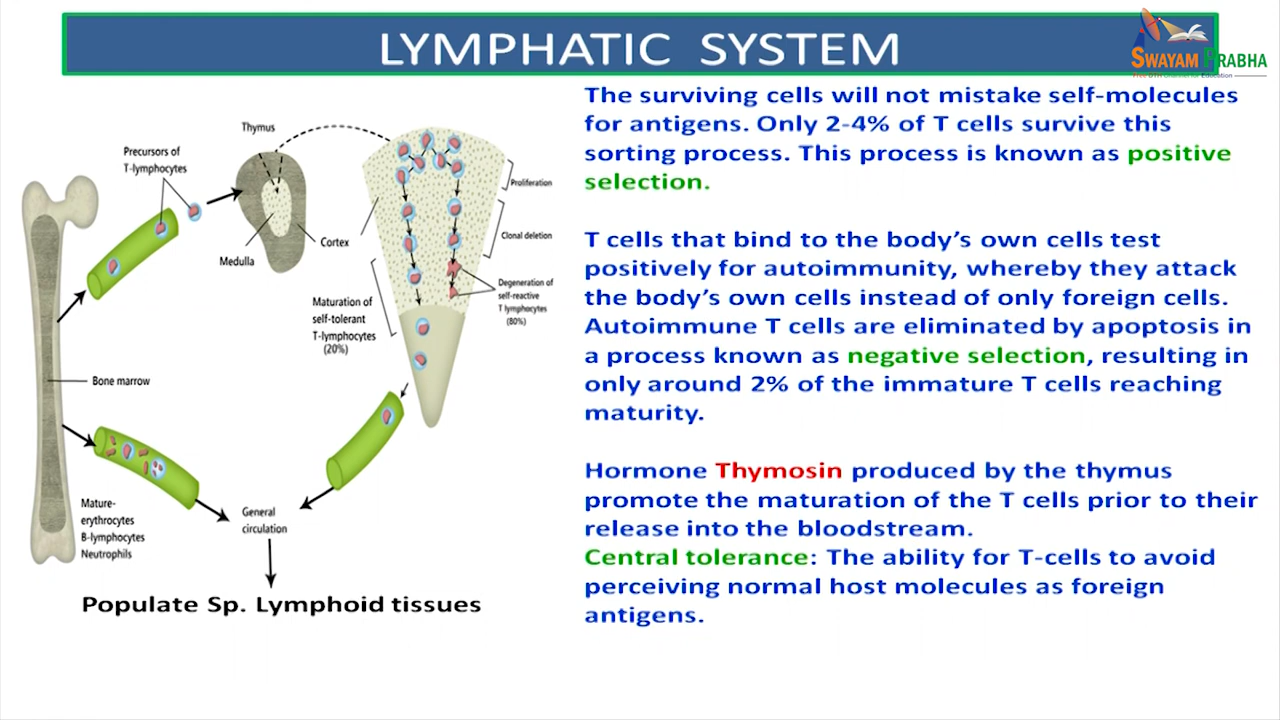 LYMPHATIC SYSTEM
SWAYAM PRABHA
Free DTH Channel for Education
The surviving cells will not mistake self-molecules
for antigens. Only 2-4% of T cells survive this
sorting process. This process is known as positive
selection.
T cells that bind to the body’s own cells test
positively for autoimmunity, whereby they attack
the body’s own cells instead of only foreign cells.
Autoimmune T cells are eliminated by apoptosis in
a process known as negative selection, resulting in
only around 2% of the immature T cells reaching
maturity.
Hormone Thymosin produced by the thymus
promote the maturation of the T cells prior to their
release into the bloodstream.
Central tolerance: The ability for T-cells to avoid
perceiving normal host molecules as foreign
antigens.
Thymus
Precursors of
T-lymphocytes
Proliferation
Clonal deletion
Cortex
Medulla
Degeneration of
self-reactive
T lymphocytes
(80%)
Maturation of
self-tolerant
T-lymphocytes
(20%)
Bone marrow
Mature-
erythrocytes
B-lymphocytes
Neutrophils
General
circulation
Populate Sp. Lymphoid tissues